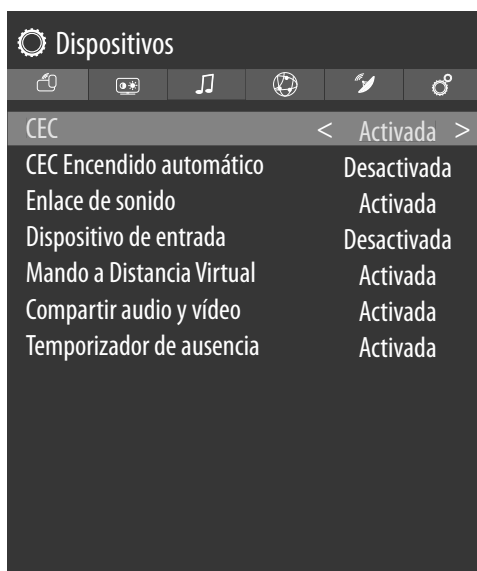 Dispositivos
CEC < Activada >
CEC Encendido automático Desactivada
Enlace de sonido Activada
Dispositivo de entrada Desactivada
Mando a Distancia Virtual Activada
Compartir audio y vídeo Activada
Temporizador de ausencia Activada